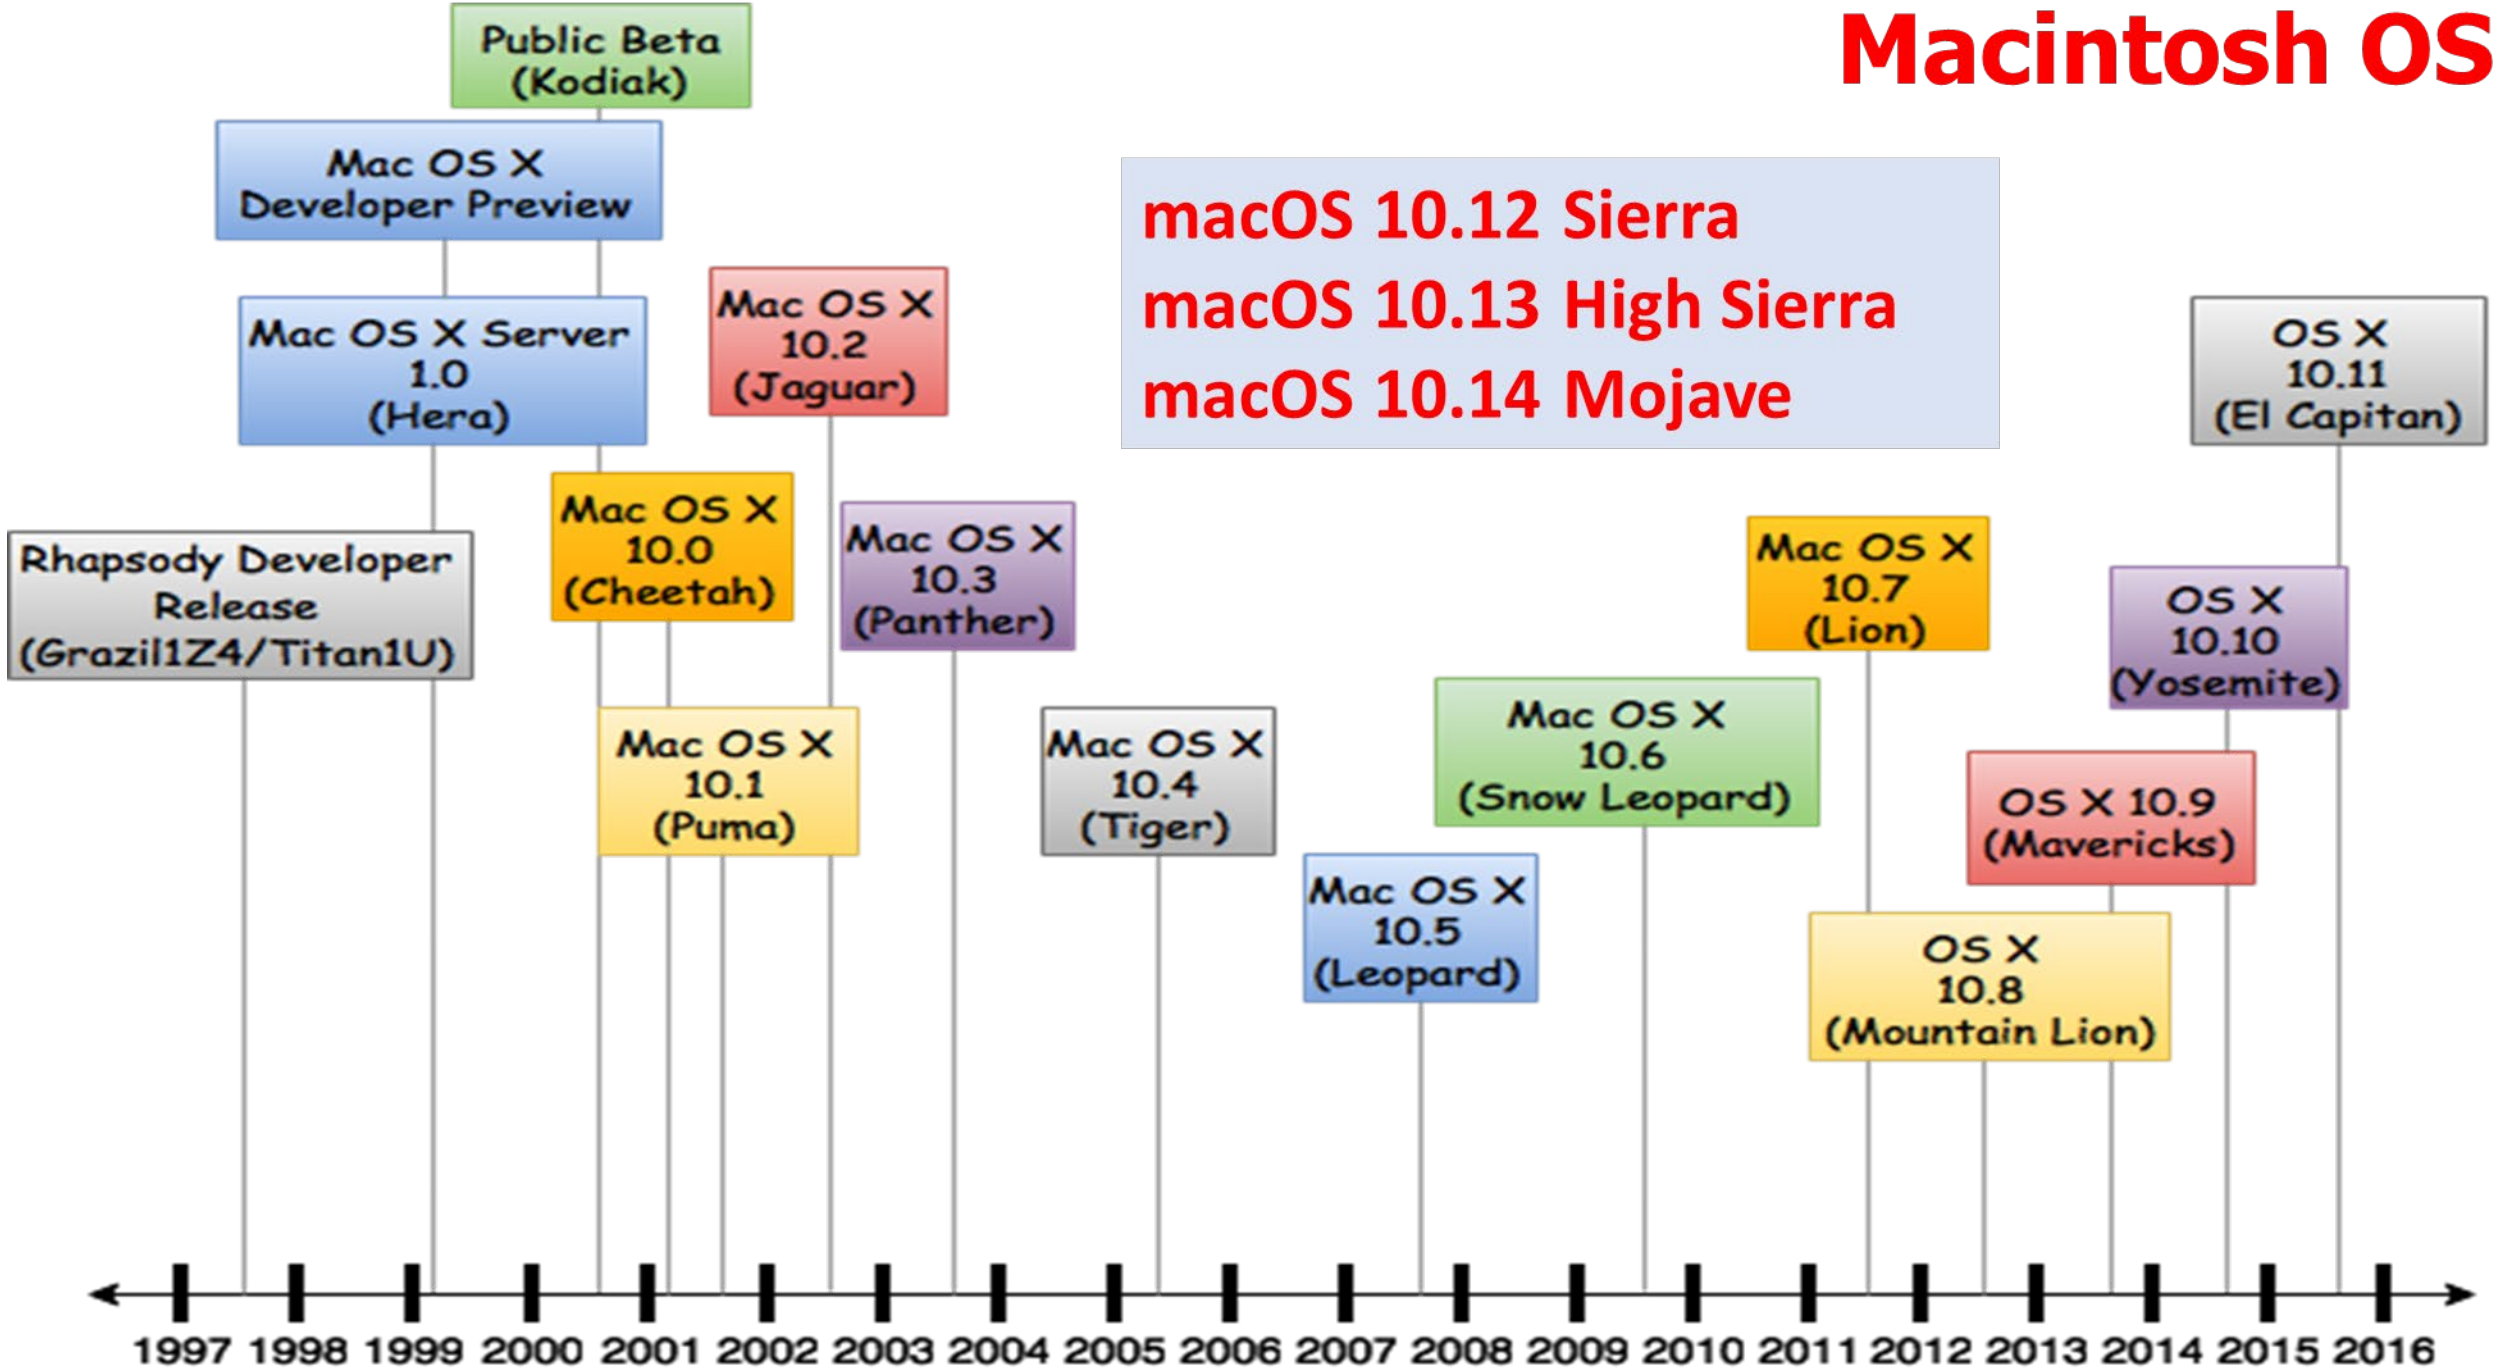 Macintosh OS
Public Beta
(Kodiak)
Mac OS X
Developer Preview
macOS 10.12 Sierra
macOS 10.13 High Sierra
macOS 10.14 Mojave
Mac OS X Server
1.0
(Hera)
Mac OS X
10.2
(Jaguar)
OS X
10.11
(El Capitan)
Rhapsody Developer
Release
(Grazil1Z4/Titan1U)
Mac OS X
10.0
(Cheetah)
Mac OS X
10.3
(Panther)
Mac OS X
10.7
(Lion)
OS X
10.10
(Yosemite)
Mac OS X
10.1
(Puma)
Mac OS X
10.4
(Tiger)
Mac OS X
10.6
(Snow Leopard)
OS X 10.9
(Mavericks)
Mac OS X
10.5
(Leopard)
OS X
10.8
(Mountain Lion)
1997 1998 1999 2000 2001 2002 2003 2004 2005 2006 2007 2008 2009 2010 2011 2012 2013 2014 2015 2016